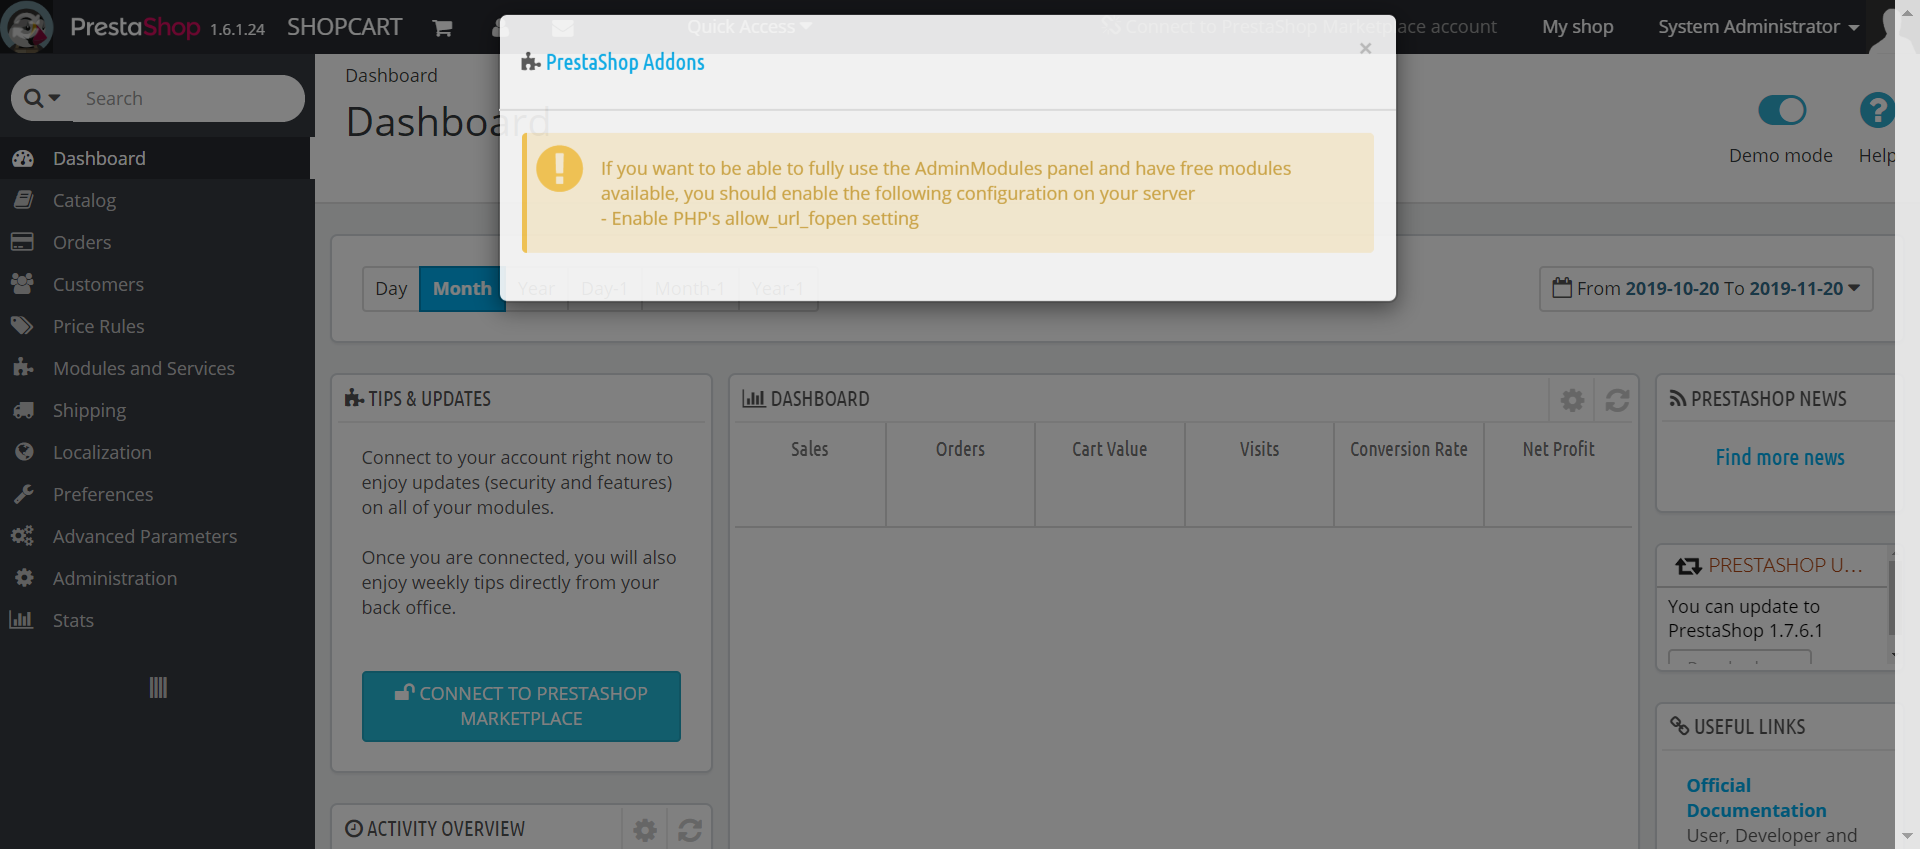 PrestaShop 1.6.1.24 SHOPCART
Quick Access
Connect to PrestaShop Marketplace account
My shop
System Administrator
Search
Dashboard
Catalog
Orders
Customers
Price Rules
Modules and Services
Shipping
Localization
Preferences
Advanced Parameters
Administration
Stats
Dashboard
Dashboard
Demo mode
Help
PrestaShop Addons
×
If you want to be able to fully use the AdminModules panel and have free modules
available, you should enable the following configuration on your server
- Enable PHP's allow_url_fopen setting
Day Month Year Day-1 Month-1 Year-1
From 2019-10-20 To 2019-11-20
TIPS & UPDATES
Connect to your account right now to
enjoy updates (security and features)
on all of your modules.
Once you are connected, you will also
enjoy weekly tips directly from your
back office.
CONNECT TO PRESTASHOP
MARKETPLACE
ACTIVITY OVERVIEW
DASHBOARD
Sales Orders Cart Value Visits Conversion Rate Net Profit
PRESTASHOP NEWS
Find more news
PRESTASHOP U...
You can update to
PrestaShop 1.7.6.1
USEFUL LINKS
Official
Documentation
User, Developer and